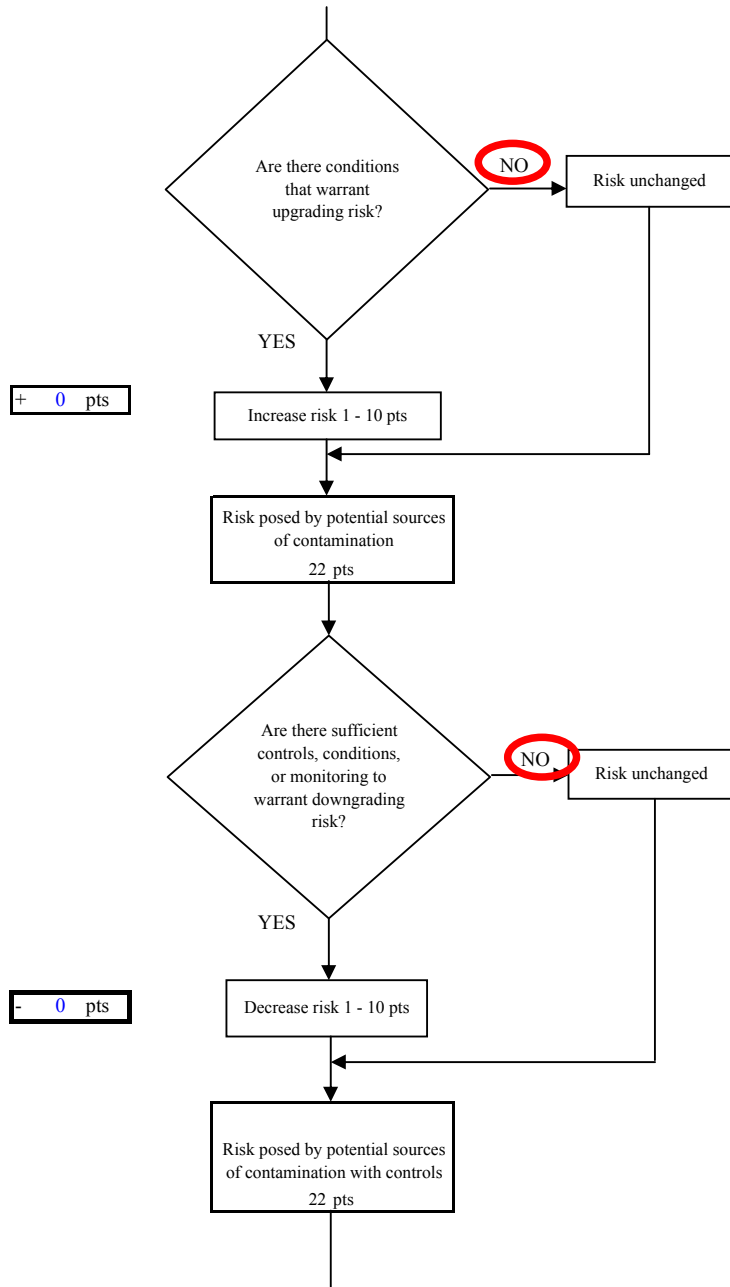 Are there conditions
that warrant
upgrading risk?
NO
Risk unchanged
YES
+ 0 pts
Increase risk 1 - 10 pts
Risk posed by potential sources
of contamination
22 pts
Are there sufficient
controls, conditions,
or monitoring to
warrant downgrading
risk?
NO
Risk unchanged
YES
- 0 pts
Decrease risk 1 - 10 pts
Risk posed by potential sources
of contamination with controls
22 pts